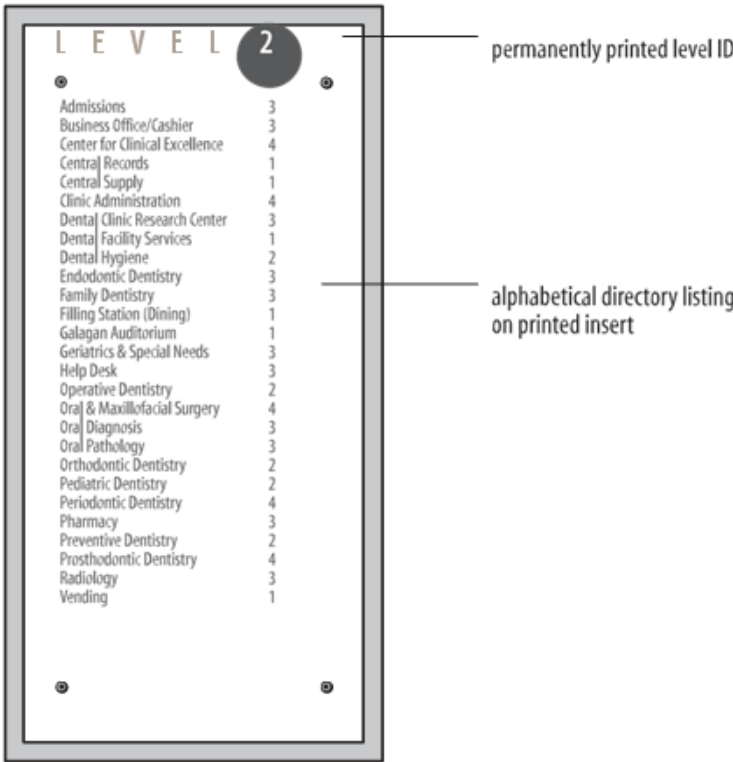 LEVEL 2
permanently printed level ID
Admissions 3
Business Office/Cashier 3
Center for Clinical Excellence 4
Central Records 1
Central Supply 1
Clinic Administration 4
Dental Clinic Research Center 3
Dental Facility Services 1
Dental Hygiene 2
Endodontic Dentistry 3
Family Dentistry 3
Filling Station (Dining) 1
Galagan Auditorium 1
Geriatrics & Special Needs 3
Help Desk 3
Operative Dentistry 2
Oral & Maxillofacial Surgery 4
Oral Diagnosis 3
Oral Pathology 3
Orthodontic Dentistry 2
Pediatric Dentistry 2
Periodontic Dentistry 4
Pharmacy 3
Preventive Dentistry 2
Prosthodontic Dentistry 4
Radiology 3
Vending 1
alphabetical directory listing
on printed insert